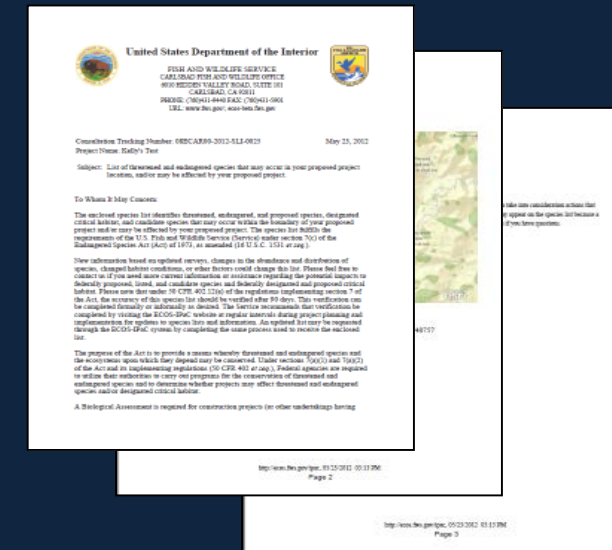 United States Department of the Interior
FISH AND WILDLIFE SERVICE
CARLSBAD FISH AND WILDLIFE OFFICE
6010 HIDDEN VALLEY ROAD, SUITE 101
CARLSBAD, CA 92011
PHONE: (760)431-9440 FAX: (760)431-5901
URL: www.fws.gov/; ecos-beta.fws.gov
Consultation Tracking Number: 08ECAR00-2012-SLI-0025 May 25, 2012
Project Name: Kelly's Test
Subject: List of threatened and endangered species that may occur in your proposed project
location, and/or may be affected by your proposed project.
To Whom It May Concern:
The enclosed species list identifies threatened, endangered, and proposed species, designated
critical habitat, and candidate species that may occur within the boundary of your proposed
project and/or may be affected by your proposed project. The species list fulfills the
requirements of the U.S. Fish and Wildlife Service (Service) under section 7(c) of the
Endangered Species Act (Act) of 1973, as amended (16 U.S.C. 1531 et seq.).
New information based on updated surveys, changes in the abundance and distribution of
species, changed habitat conditions, or other factors could change this list. Please feel free to
contact us if you need more current information or assistance regarding the potential impacts to
federally proposed, listed, and candidate species and federally designated and proposed critical
habitat. Please note that under 50 CFR 402.12(e) of the regulations implementing section 7 of
the Act, the accuracy of this species list should be verified after 90 days. This verification can
be completed formally or informally as desired. The Service recommends that verification be
completed by visiting the ECOS-IPaC website at regular intervals during project planning and
implementation for updates to species lists and information. An updated list may be requested
through the ECOS-IPaC system by completing the same process used to receive the enclosed
list.
The purpose of the Act is to provide a means whereby threatened and endangered species and
the ecosystems upon which they depend may be conserved. Under sections 7(a)(1) and 7(a)(2)
of the Act and its implementing regulations (50 CFR 402 et seq.), Federal agencies are required
to utilize their authorities to carry out programs for the conservation of threatened and
endangered species and to determine whether projects may affect threatened and endangered
species and/or designated critical habitat.
A Biological Assessment is required for construction projects (or other undertakings having
48757
http://ecos.fws.gov/ipac, 05/25/2012 03:15 PM
Page 2
take into consideration actions that
appear on the species list because a
if you have questions.
http://ecos.fws.gov/ipac, 05/25/2012 03:15 PM
Page 3